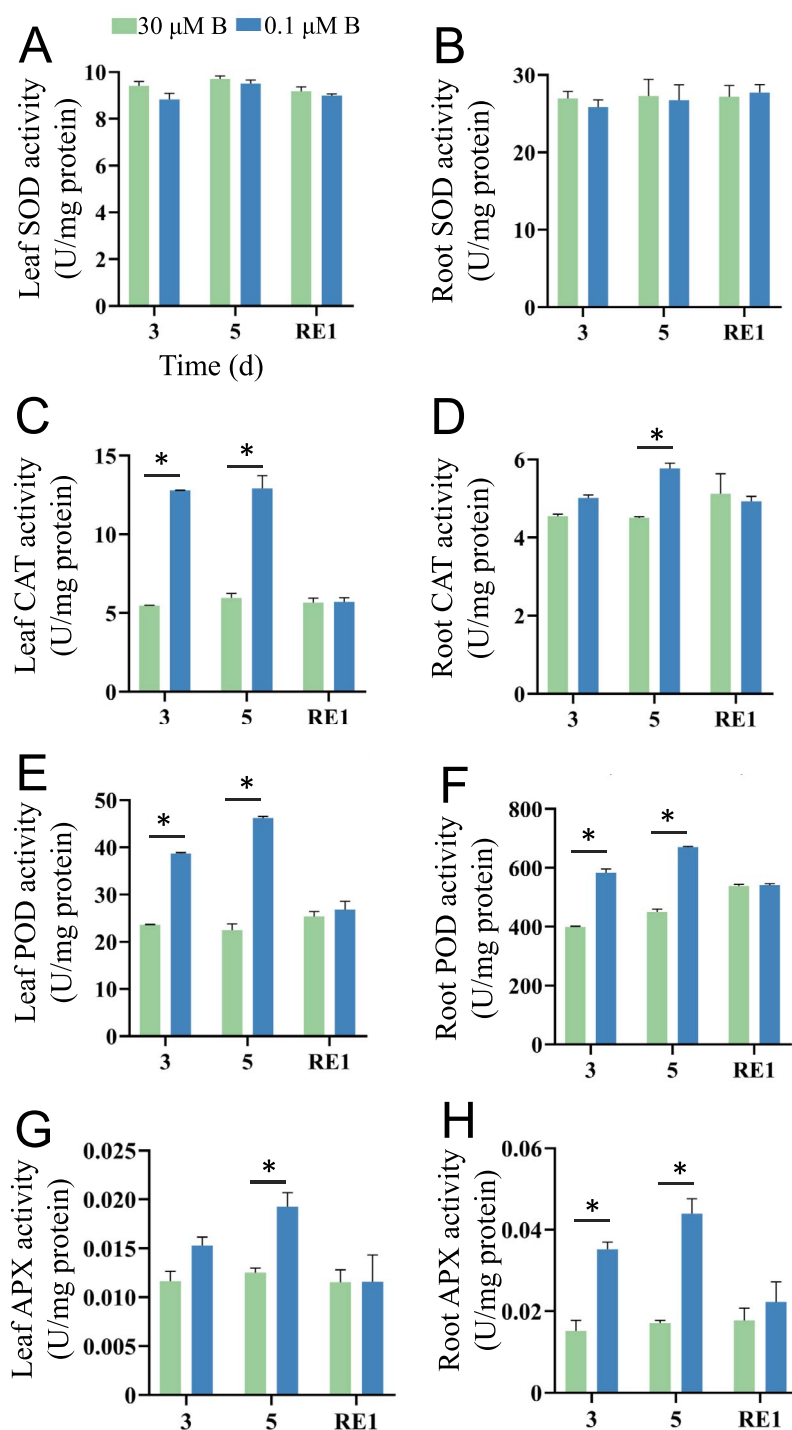 30 µM B 0.1 µM B
A
Leaf SOD activity
(U/mg protein)
10
8
6
4
2
0
3 5 RE1
Time (d)
B
Root SOD activity
(U/mg protein)
30
20
10
0
3 5 RE1
C
Leaf CAT activity
(U/mg protein)
15
10
5
0
* *
3 5 RE1
D
Root CAT activity
(U/mg protein)
6
4
2
0
*
3 5 RE1
E
Leaf POD activity
(U/mg protein)
50
40
30
20
10
0
* *
3 5 RE1
F
Root POD activity
(U/mg protein)
800
600
400
200
0
* *
3 5 RE1
G
Leaf APX activity
(U/mg protein)
0.025
0.020
0.015
0.010
0.005
0
*
3 5 RE1
H
Root APX activity
(U/mg protein)
0.06
0.04
0.02
0
* *
3 5 RE1